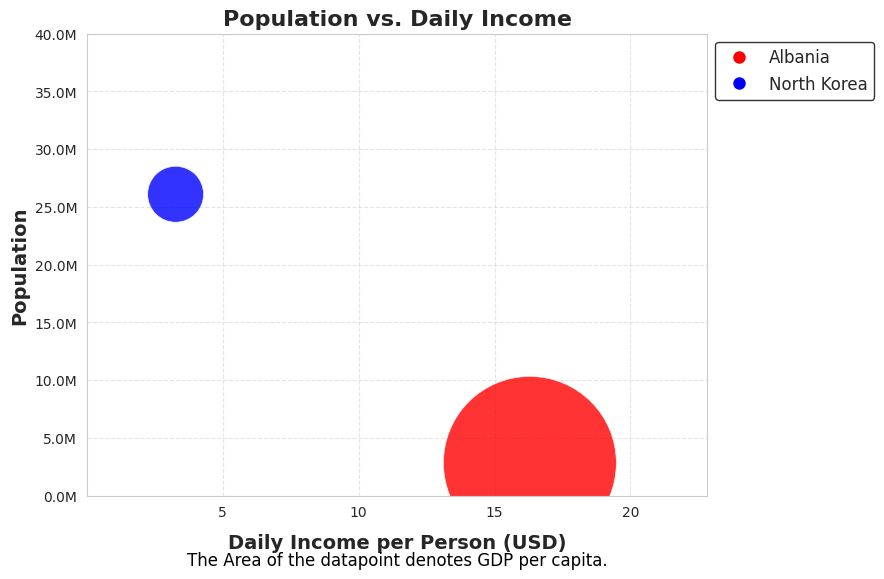 Population vs. Daily Income
40.0M
35.0M
30.0M
25.0M
20.0M
15.0M
10.0M
5.0M
0.0M
Population
5 10 15 20
Daily Income per Person (USD)
The Area of the datapoint denotes GDP per capita.
Albania
North Korea